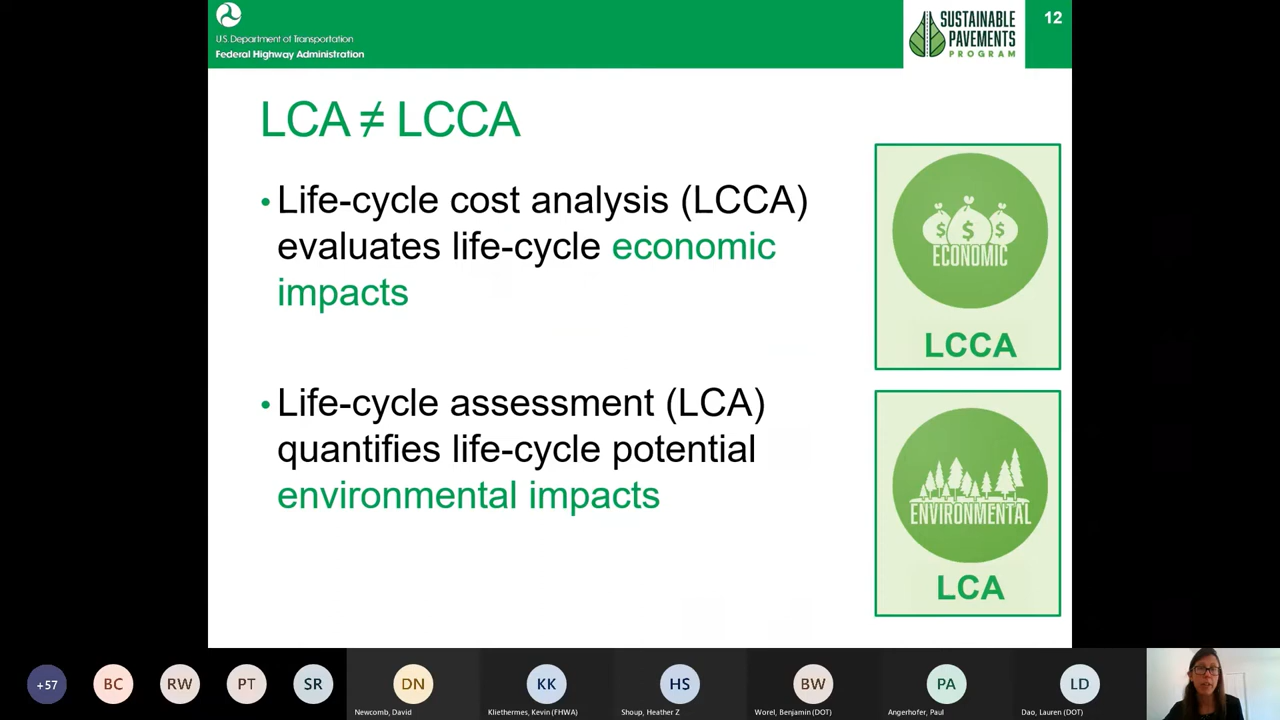 U.S. Department of Transportation
Federal Highway Administration
SUSTAINABLE
PAVEMENTS
PROGRAM
12
LCA ≠ LCCA
• Life-cycle cost analysis (LCCA)
evaluates life-cycle economic
impacts
$ $ $
ECONOMIC
LCCA
• Life-cycle assessment (LCA)
quantifies life-cycle potential
environmental impacts
ENVIRONMENTAL
LCA
+57
BC
RW
PT
SR
DN
Newcomb, David
KK
Kliethermes, Kevin (FHWA)
HS
Shoup, Heather Z
BW
Worel, Benjamin (DOT)
PA
Angerhofer, Paul
LD
Dao, Lauren (DOT)